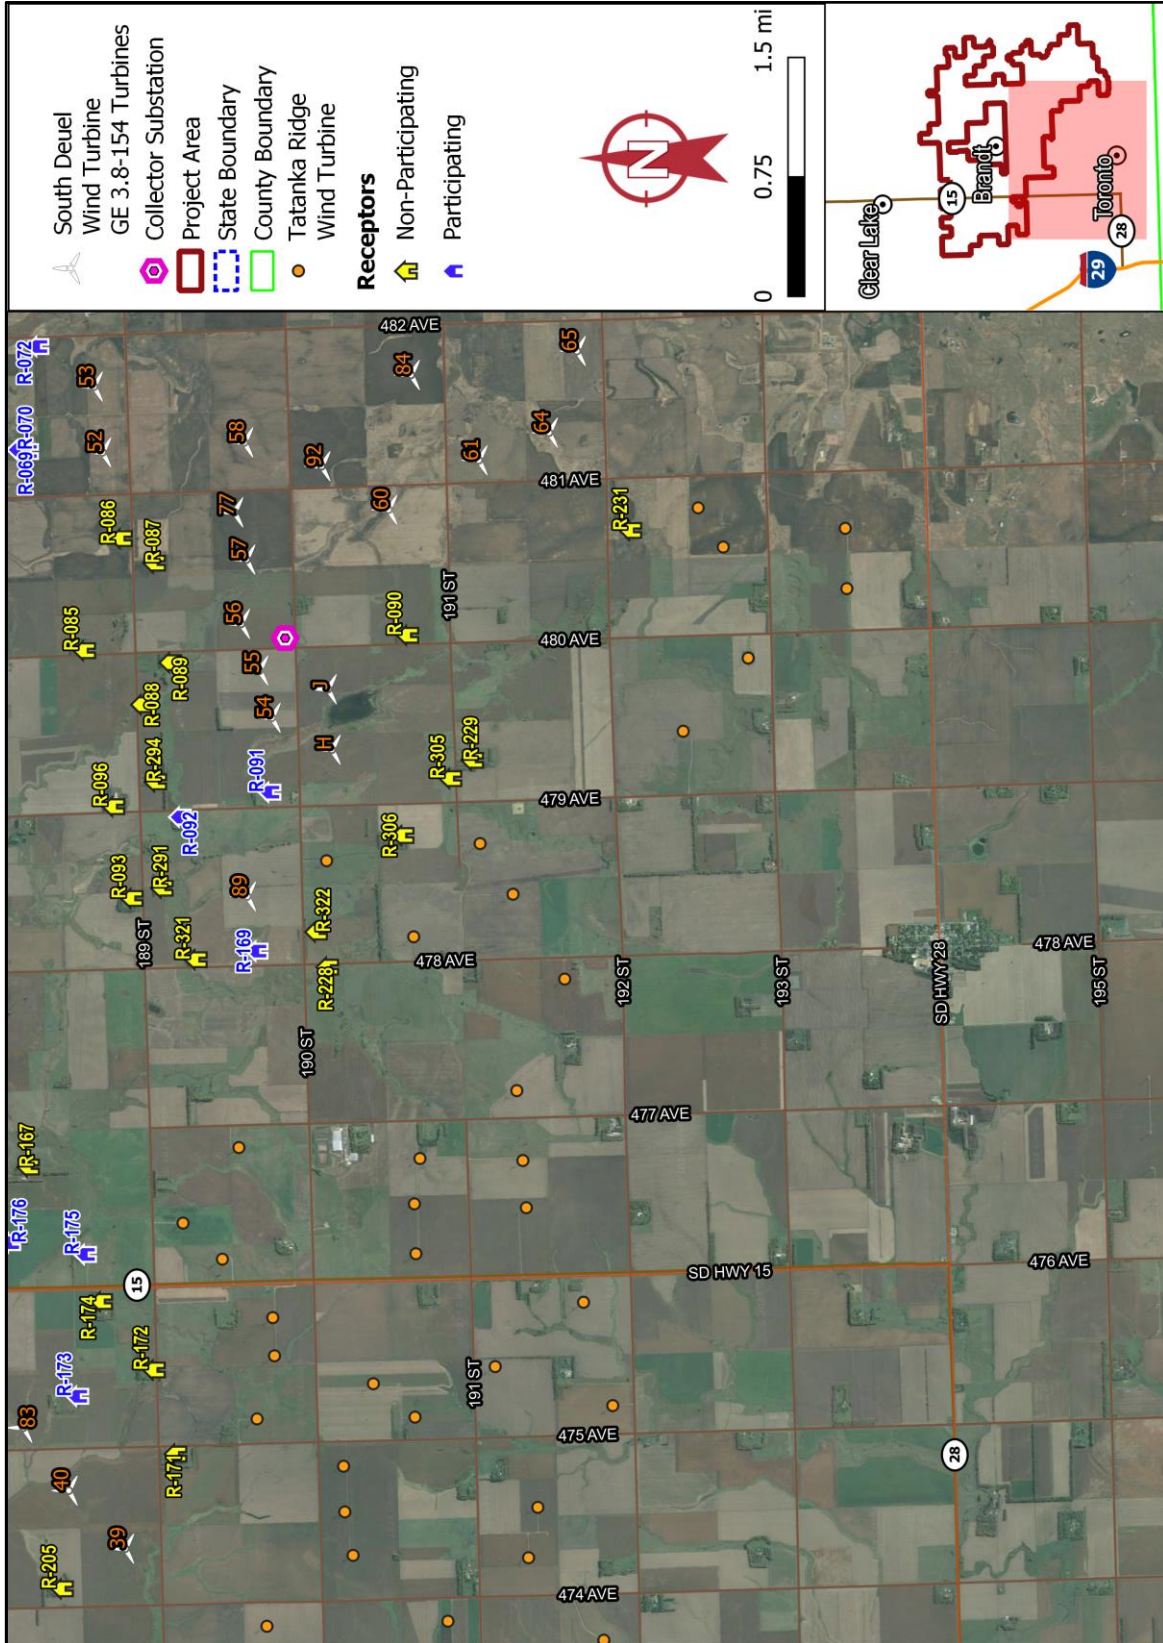 South Deuel
Wind Turbine
GE 3.8-154 Turbines
Collector Substation
Project Area
State Boundary
County Boundary
Tatanka Ridge
Wind Turbine
Receptors
Non-Participating
Participating
N
0
0.75
1.5 mi
Clear Lake
15
Brandt
Toronto
28
29
R-205
39
40
83
R-173
R-171
R-172
R-174
15
R-175
R-176
R-167
189 ST
R-321
R-093
R-291
R-169
89
R-092
R-096
R-294
R-091
R-088
R-089
R-085
54
55
56
57
77
58
R-087
R-086
52
53
R-069
R-070
R-072
190 ST
R-228
R-322
478 AVE
R-306
H
J
R-090
60
92
84
482 AVE
191 ST
475 AVE
474 AVE
479 AVE
R-305
R-229
480 AVE
191 ST
481 AVE
61
64
65
R-231
192 ST
477 AVE
SD HWY 15
193 ST
SD HWY 28
28
476 AVE
478 AVE
195 ST